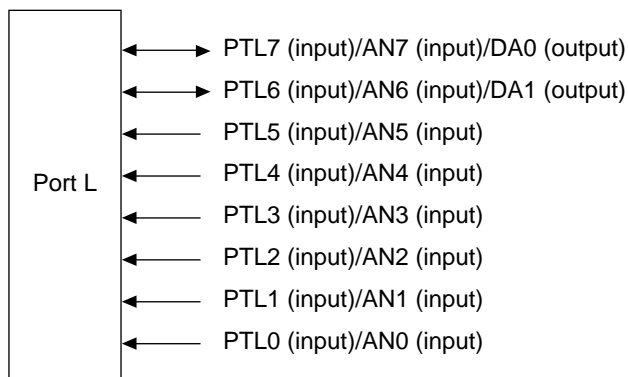 PTL7 (input)/AN7 (input)/DA0 (output)
PTL6 (input)/AN6 (input)/DA1 (output)
PTL5 (input)/AN5 (input)
PTL4 (input)/AN4 (input)
Port L
PTL3 (input)/AN3 (input)
PTL2 (input)/AN2 (input)
PTL1 (input)/AN1 (input)
PTL0 (input)/AN0 (input)